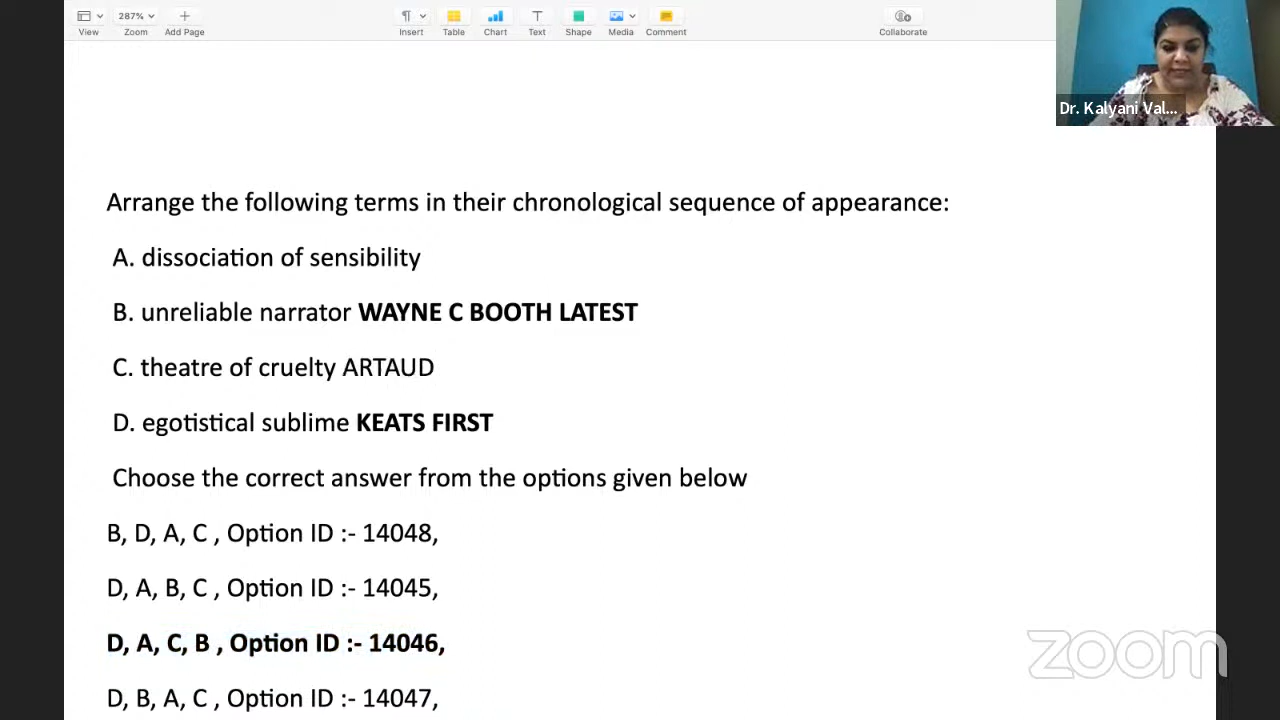 287%
View
Zoom
Add Page
Insert
Table
Chart
Text
Shape
Media
Comment
Collaborate
Dr. Kalyani Val...
Arrange the following terms in their chronological sequence of appearance:
A. dissociation of sensibility
B. unreliable narrator WAYNE C BOOTH LATEST
C. theatre of cruelty ARTAUD
D. egotistical sublime KEATS FIRST
Choose the correct answer from the options given below
B, D, A, C , Option ID :- 14048,
D, A, B, C , Option ID :- 14045,
D, A, C, B , Option ID :- 14046,
D, B, A, C , Option ID :- 14047,
zoom